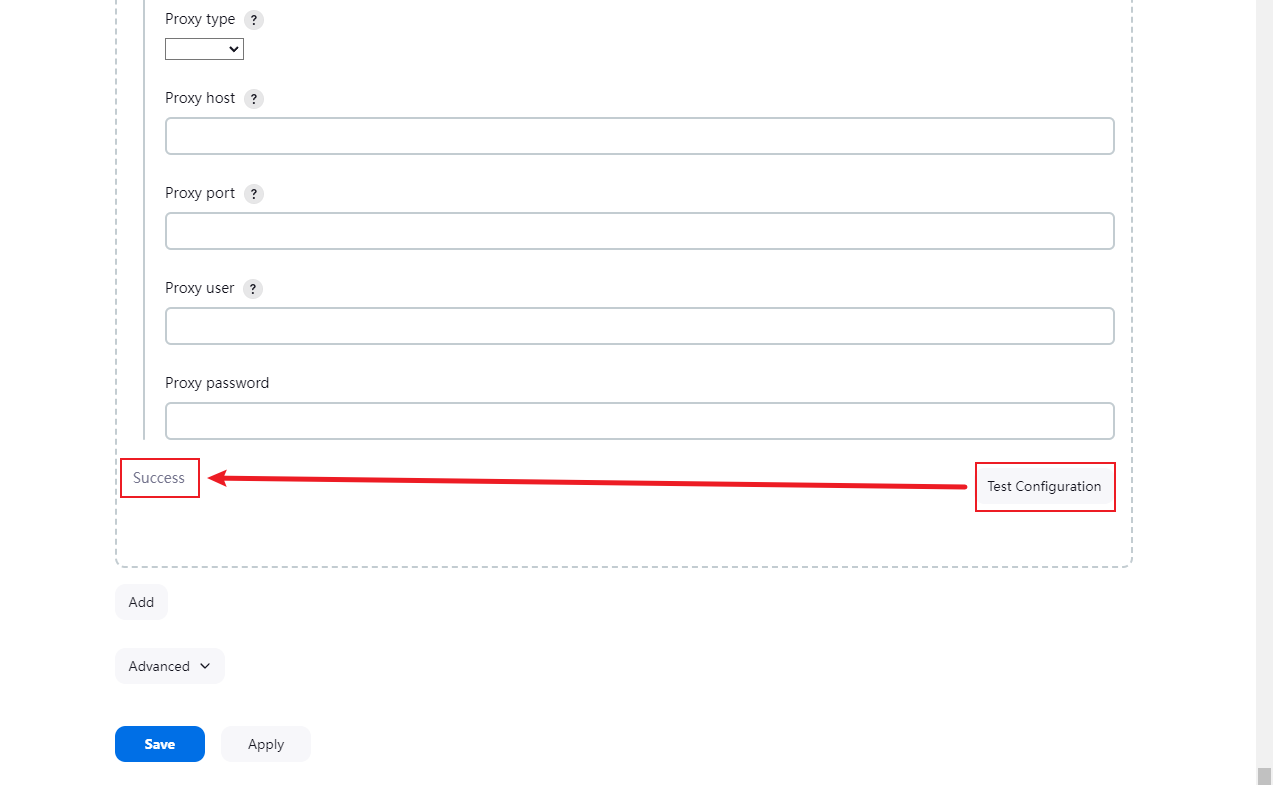 Proxy type ?
Proxy host ?
Proxy port ?
Proxy user ?
Proxy password
Success
Test Configuration
Add
Advanced
Save
Apply